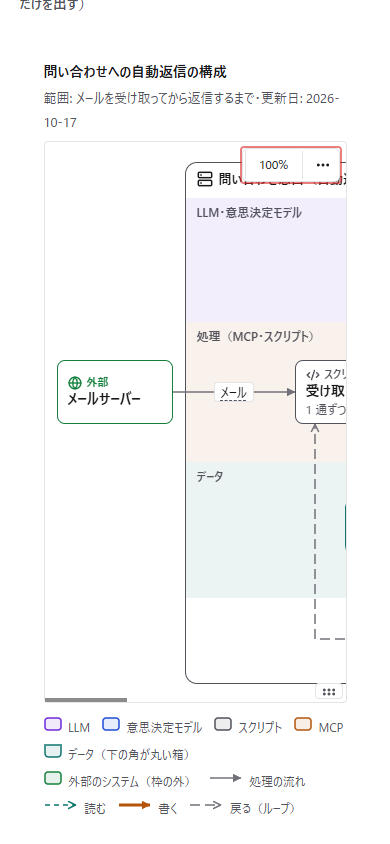 だけを出す）
問い合わせへの自動返信の構成
範囲: メールを受け取ってから返信するまで・更新日: 2026-
10-17
100%
LLM・意思決定モデル
処理（MCP・スクリプト）
外部
メールサーバー
メール
スクリ
受け取
1 通ずつ
データ
LLM
意思決定モデル
スクリプト
MCP
データ（下の角が丸い箱）
外部のシステム（枠の外）
処理の流れ
読む
書く
戻る（ループ）